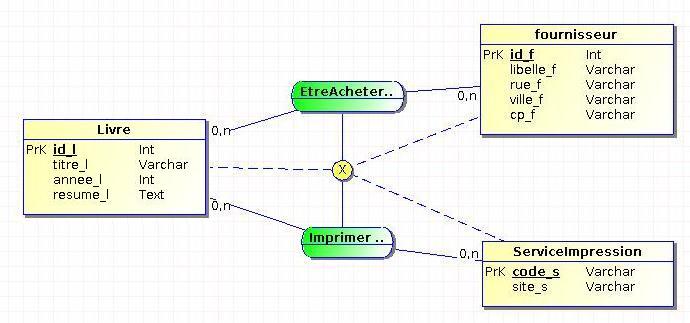 fournisseur
PrK id_f Int
libelle_f Varchar
rue_f Varchar
ville_f Varchar
cp_f Varchar
EtreAcheter..
0,n
0,n
Livre
PrK id_l Int
titre_l Varchar
annee_l Int
resume_l Text
X
0,n
Imprimer ..
0,n
ServiceImpression
PrK code_s Varchar
site_s Varchar